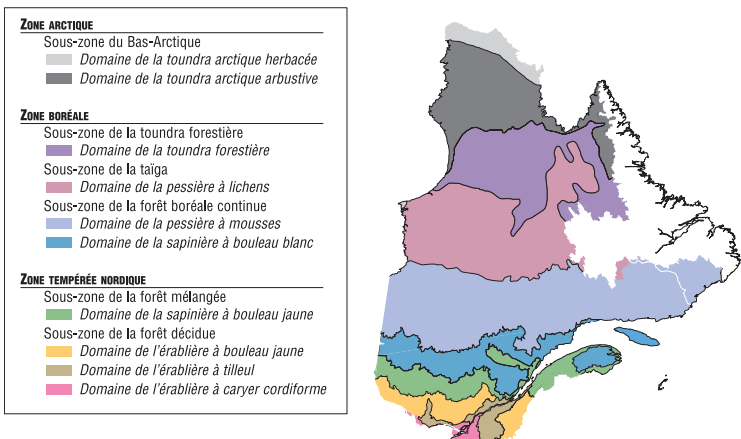 ZONE ARCTIQUE
Sous-zone du Bas-Arctique
Domaine de la toundra arctique herbacée
Domaine de la toundra arctique arbustive
ZONE BORÉALE
Sous-zone de la toundra forestière
Domaine de la toundra forestière
Sous-zone de la taïga
Domaine de la pessière à lichens
Sous-zone de la forêt boréale continue
Domaine de la pessière à mousses
Domaine de la sapinière à bouleau blanc
ZONE TEMPÉRÉE NORDIQUE
Sous-zone de la forêt mélangée
Domaine de la sapinière à bouleau jaune
Sous-zone de la forêt décidue
Domaine de l'érablière à bouleau jaune
Domaine de l'érablière à tilleul
Domaine de l'érablière à caryer cordiforme